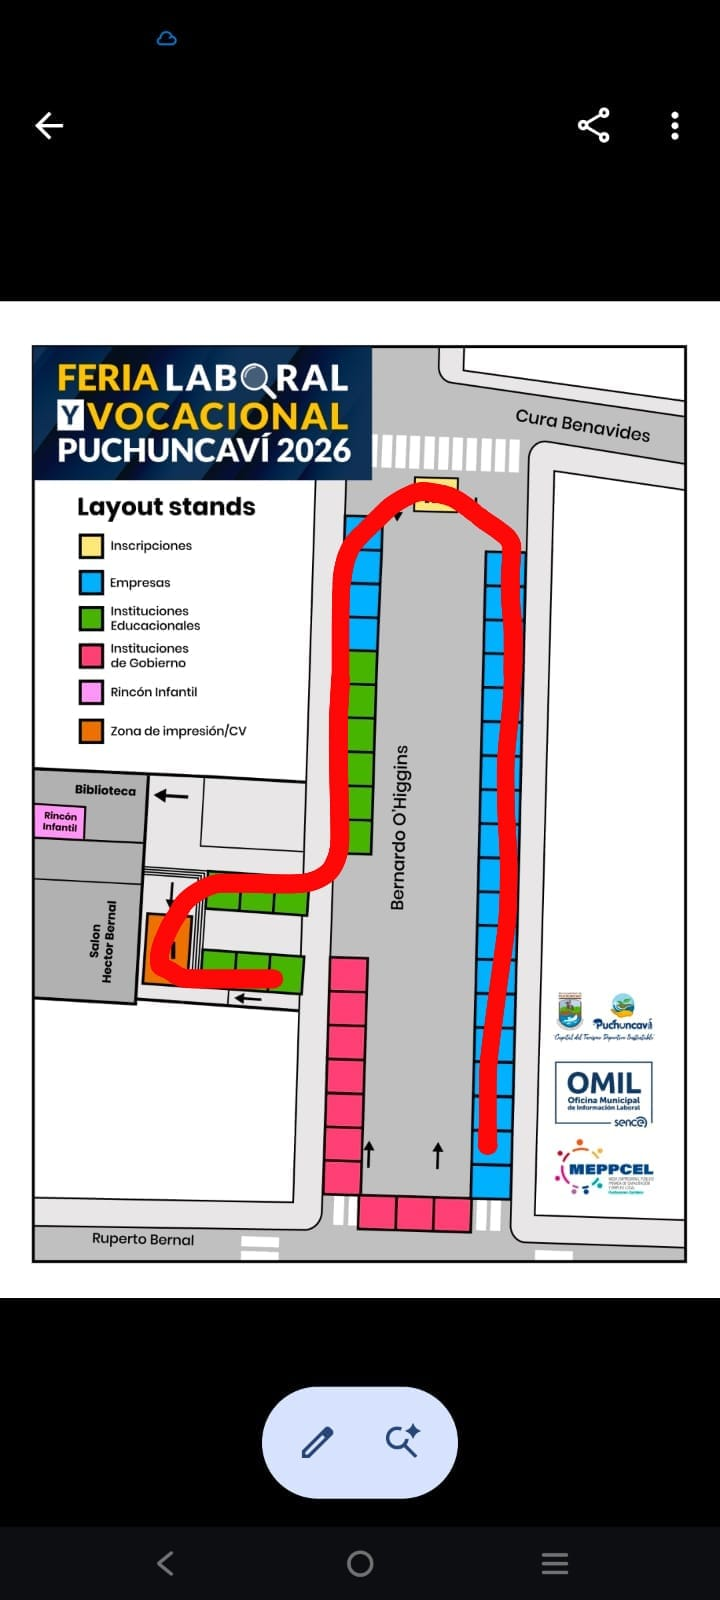 FERIA LABORAL
Y VOCACIONAL
PUCHUNCAVÍ 2026
Cura Benavides
Layout stands
Inscripciones
Empresas
Instituciones
Educacionales
Instituciones
de Gobierno
Rincón Infantil
Zona de impresión/CV
Biblioteca
Rincón
Infantil
Salon
Hector Bernal
Bernardo O'Higgins
Puchuncaví
OMIL
Oficina Municipal
de Información Laboral
sence
MEPPCEL
Ruperto Bernal